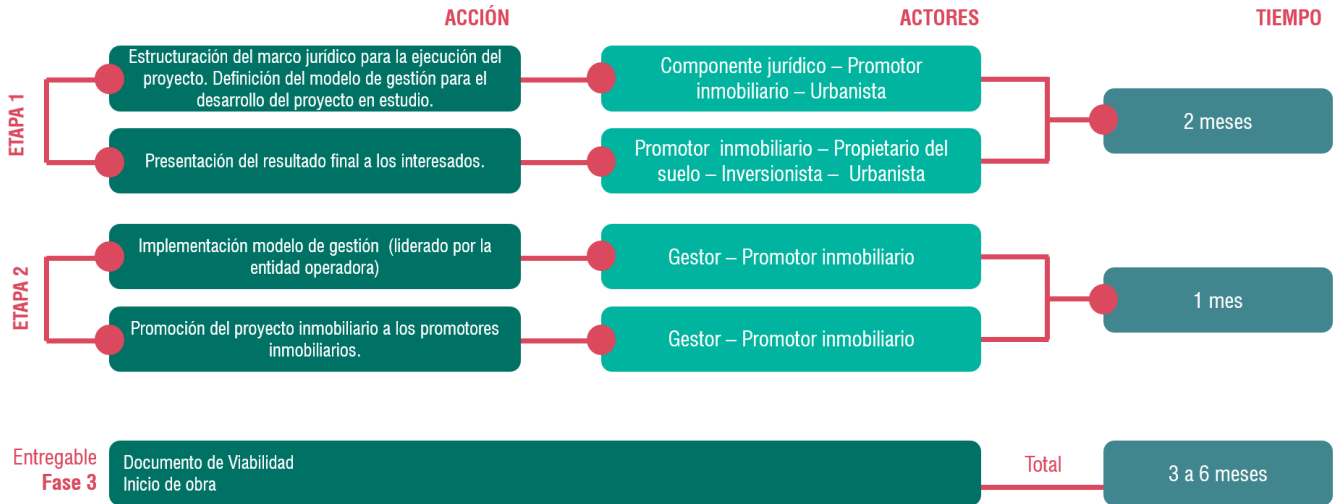 ACCIÓN
ACTORES
TIEMPO
ETAPA 1
Estructuración del marco jurídico para la ejecución del
proyecto. Definición del modelo de gestión para el
desarrollo del proyecto en estudio.
Componente jurídico – Promotor
inmobiliario – Urbanista
2 meses
Presentación del resultado final a los interesados.
Promotor inmobiliario – Propietario del
suelo – Inversionista – Urbanista
ETAPA 2
Implementación modelo de gestión (liderado por la
entidad operadora)
Gestor – Promotor inmobiliario
1 mes
Promoción del proyecto inmobiliario a los promotores
inmobiliarios.
Gestor – Promotor inmobiliario
Entregable
Fase 3
Documento de Viabilidad
Inicio de obra
Total
3 a 6 meses